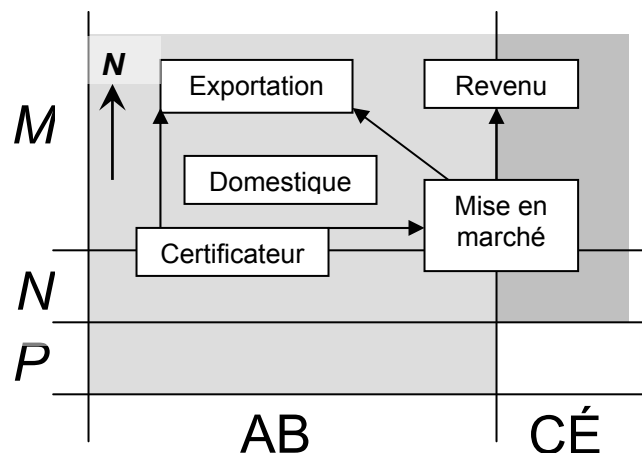 N
Exportation
Revenu
M
Domestique
Mise en
marché
Certificateur
N
P
AB
CÉ